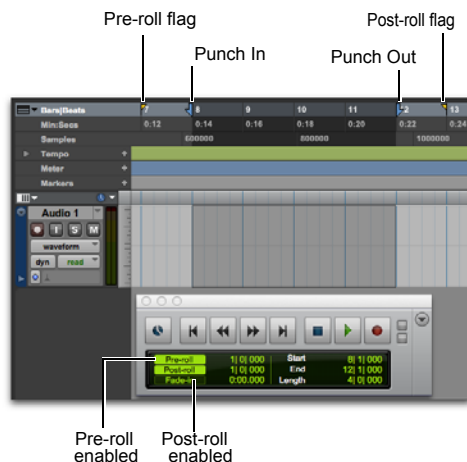 Pre-roll flag
Post-roll flag
Punch In
Punch Out
Bars|Beats 7 8 9 10 11 12 13
Min:Secs 0:12 0:14 0:16 0:18 0:20 0:22 0:24
Samples 600000 800000 1000000
Tempo +
Meter +
Markers +
Audio 1
I S M
waveform
dyn read
Pre-roll 1| 0| 000 Start 8| 1| 000
Post-roll 1| 0| 000 End 12| 1| 000
Fade-in 0:00.000 Length 4| 0| 000
Pre-roll enabled
Post-roll enabled